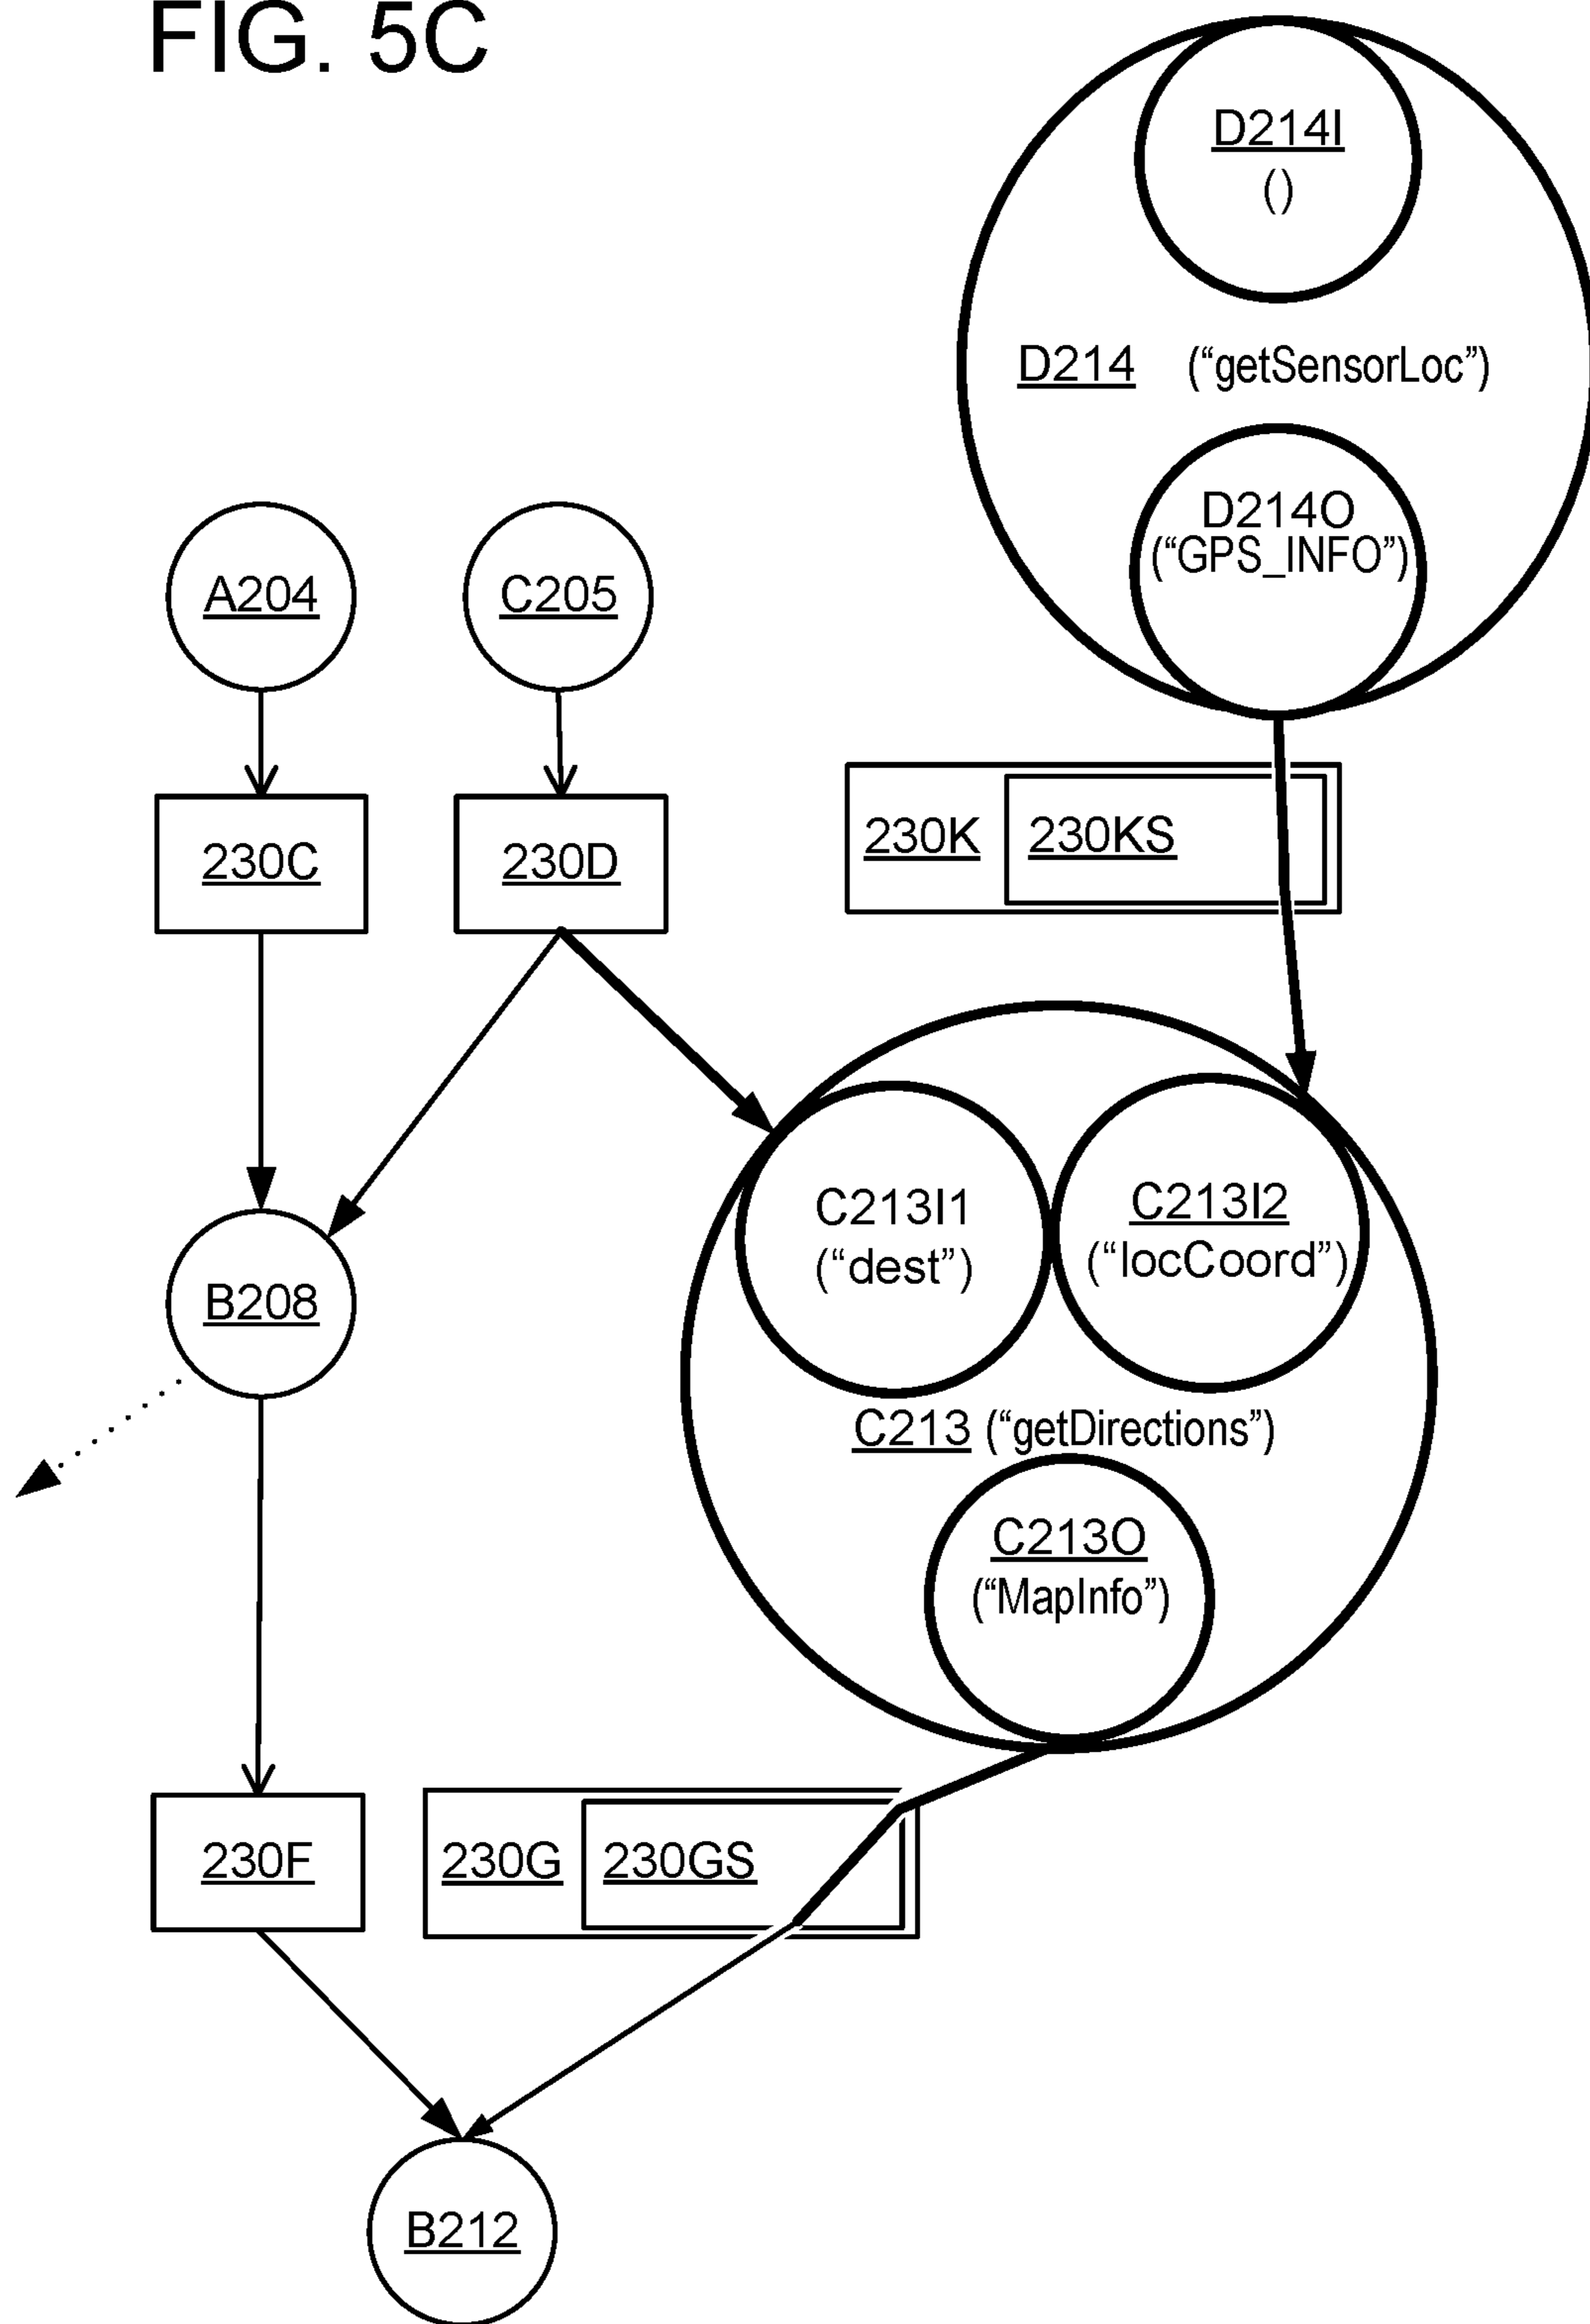 FIG. 5C
D214I
()
D214 ("getSensorLoc")
D214O
(“GPS_INFO”)
A204
C205
230C
230D
230K
230KS
C213I1
(“dest”)
C213I2
(“locCoord”)
B208
C213 (“getDirections”)
C213O
(“MapInfo”)
230F
230G
230GS
B212